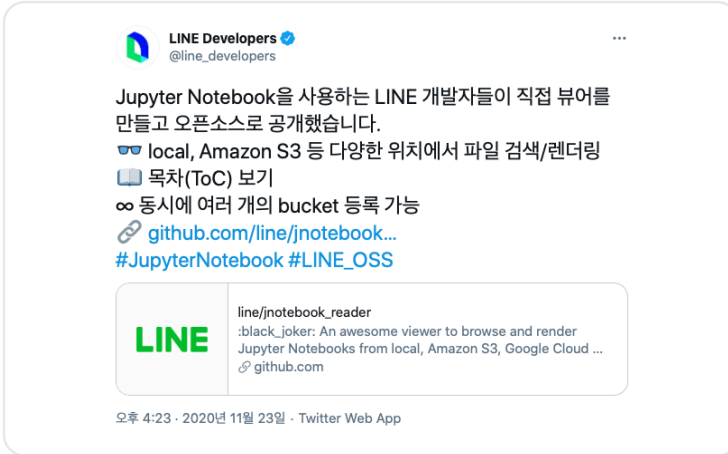 LINE Developers
@line_developers
...
Jupyter Notebook을 사용하는 LINE 개발자들이 직접 뷰어를
만들고 오픈소스로 공개했습니다.
👓 local, Amazon S3 등 다양한 위치에서 파일 검색/렌더링
📖 목차(ToC) 보기
∞ 동시에 여러 개의 bucket 등록 가능
🔗 github.com/line/jnotebook...
#JupyterNotebook #LINE_OSS
LINE
line/jnotebook_reader
:black_joker: An awesome viewer to browse and render
Jupyter Notebooks from local, Amazon S3, Google Cloud ...
github.com
오후 4:23 · 2020년 11월 23일 · Twitter Web App